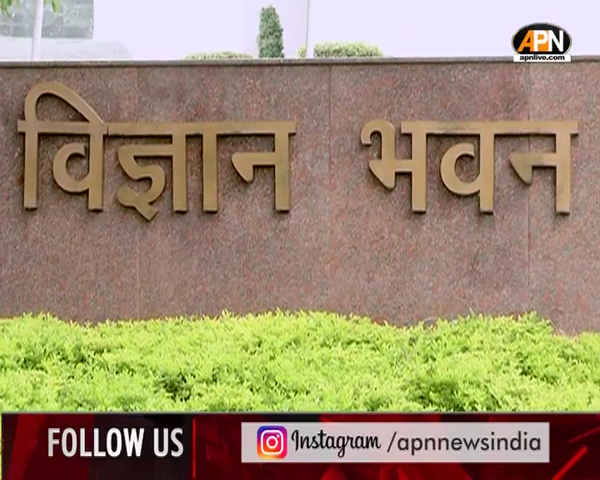 APN
apnlive.com
विज्ञान भवन
FOLLOW US
Instagram /apnnewsindia